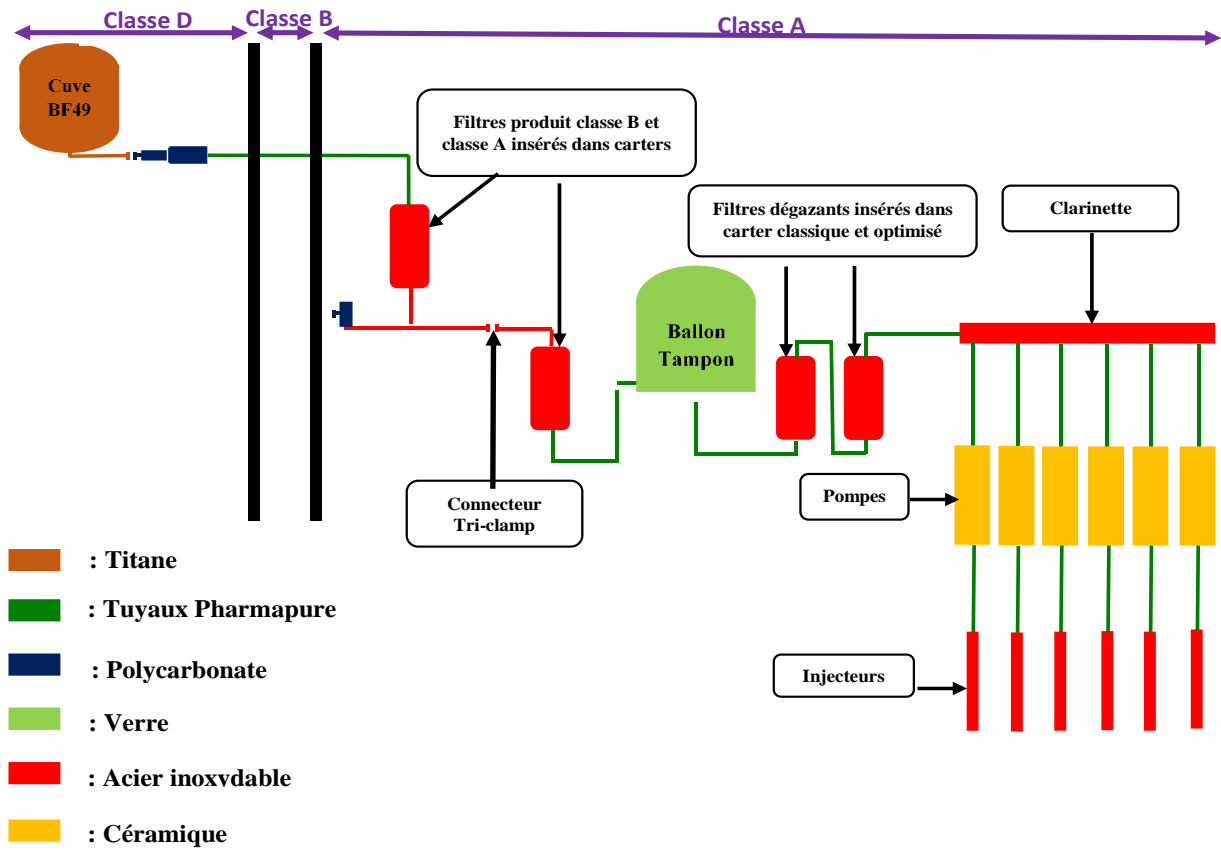 Classe D
Classe B
Classe A
Cuve
BF49
Filtres produit classe B et
classe A insérés dans carters
Filtres dégazants insérés dans
carter classique et optimisé
Clarinette
Ballon
Tampon
Connecteur
Tri-clamp
Pompes
Injecteurs
: Titane
: Tuyaux Pharmapure
: Polycarbonate
: Verre
: Acier inoxydable
: Céramique